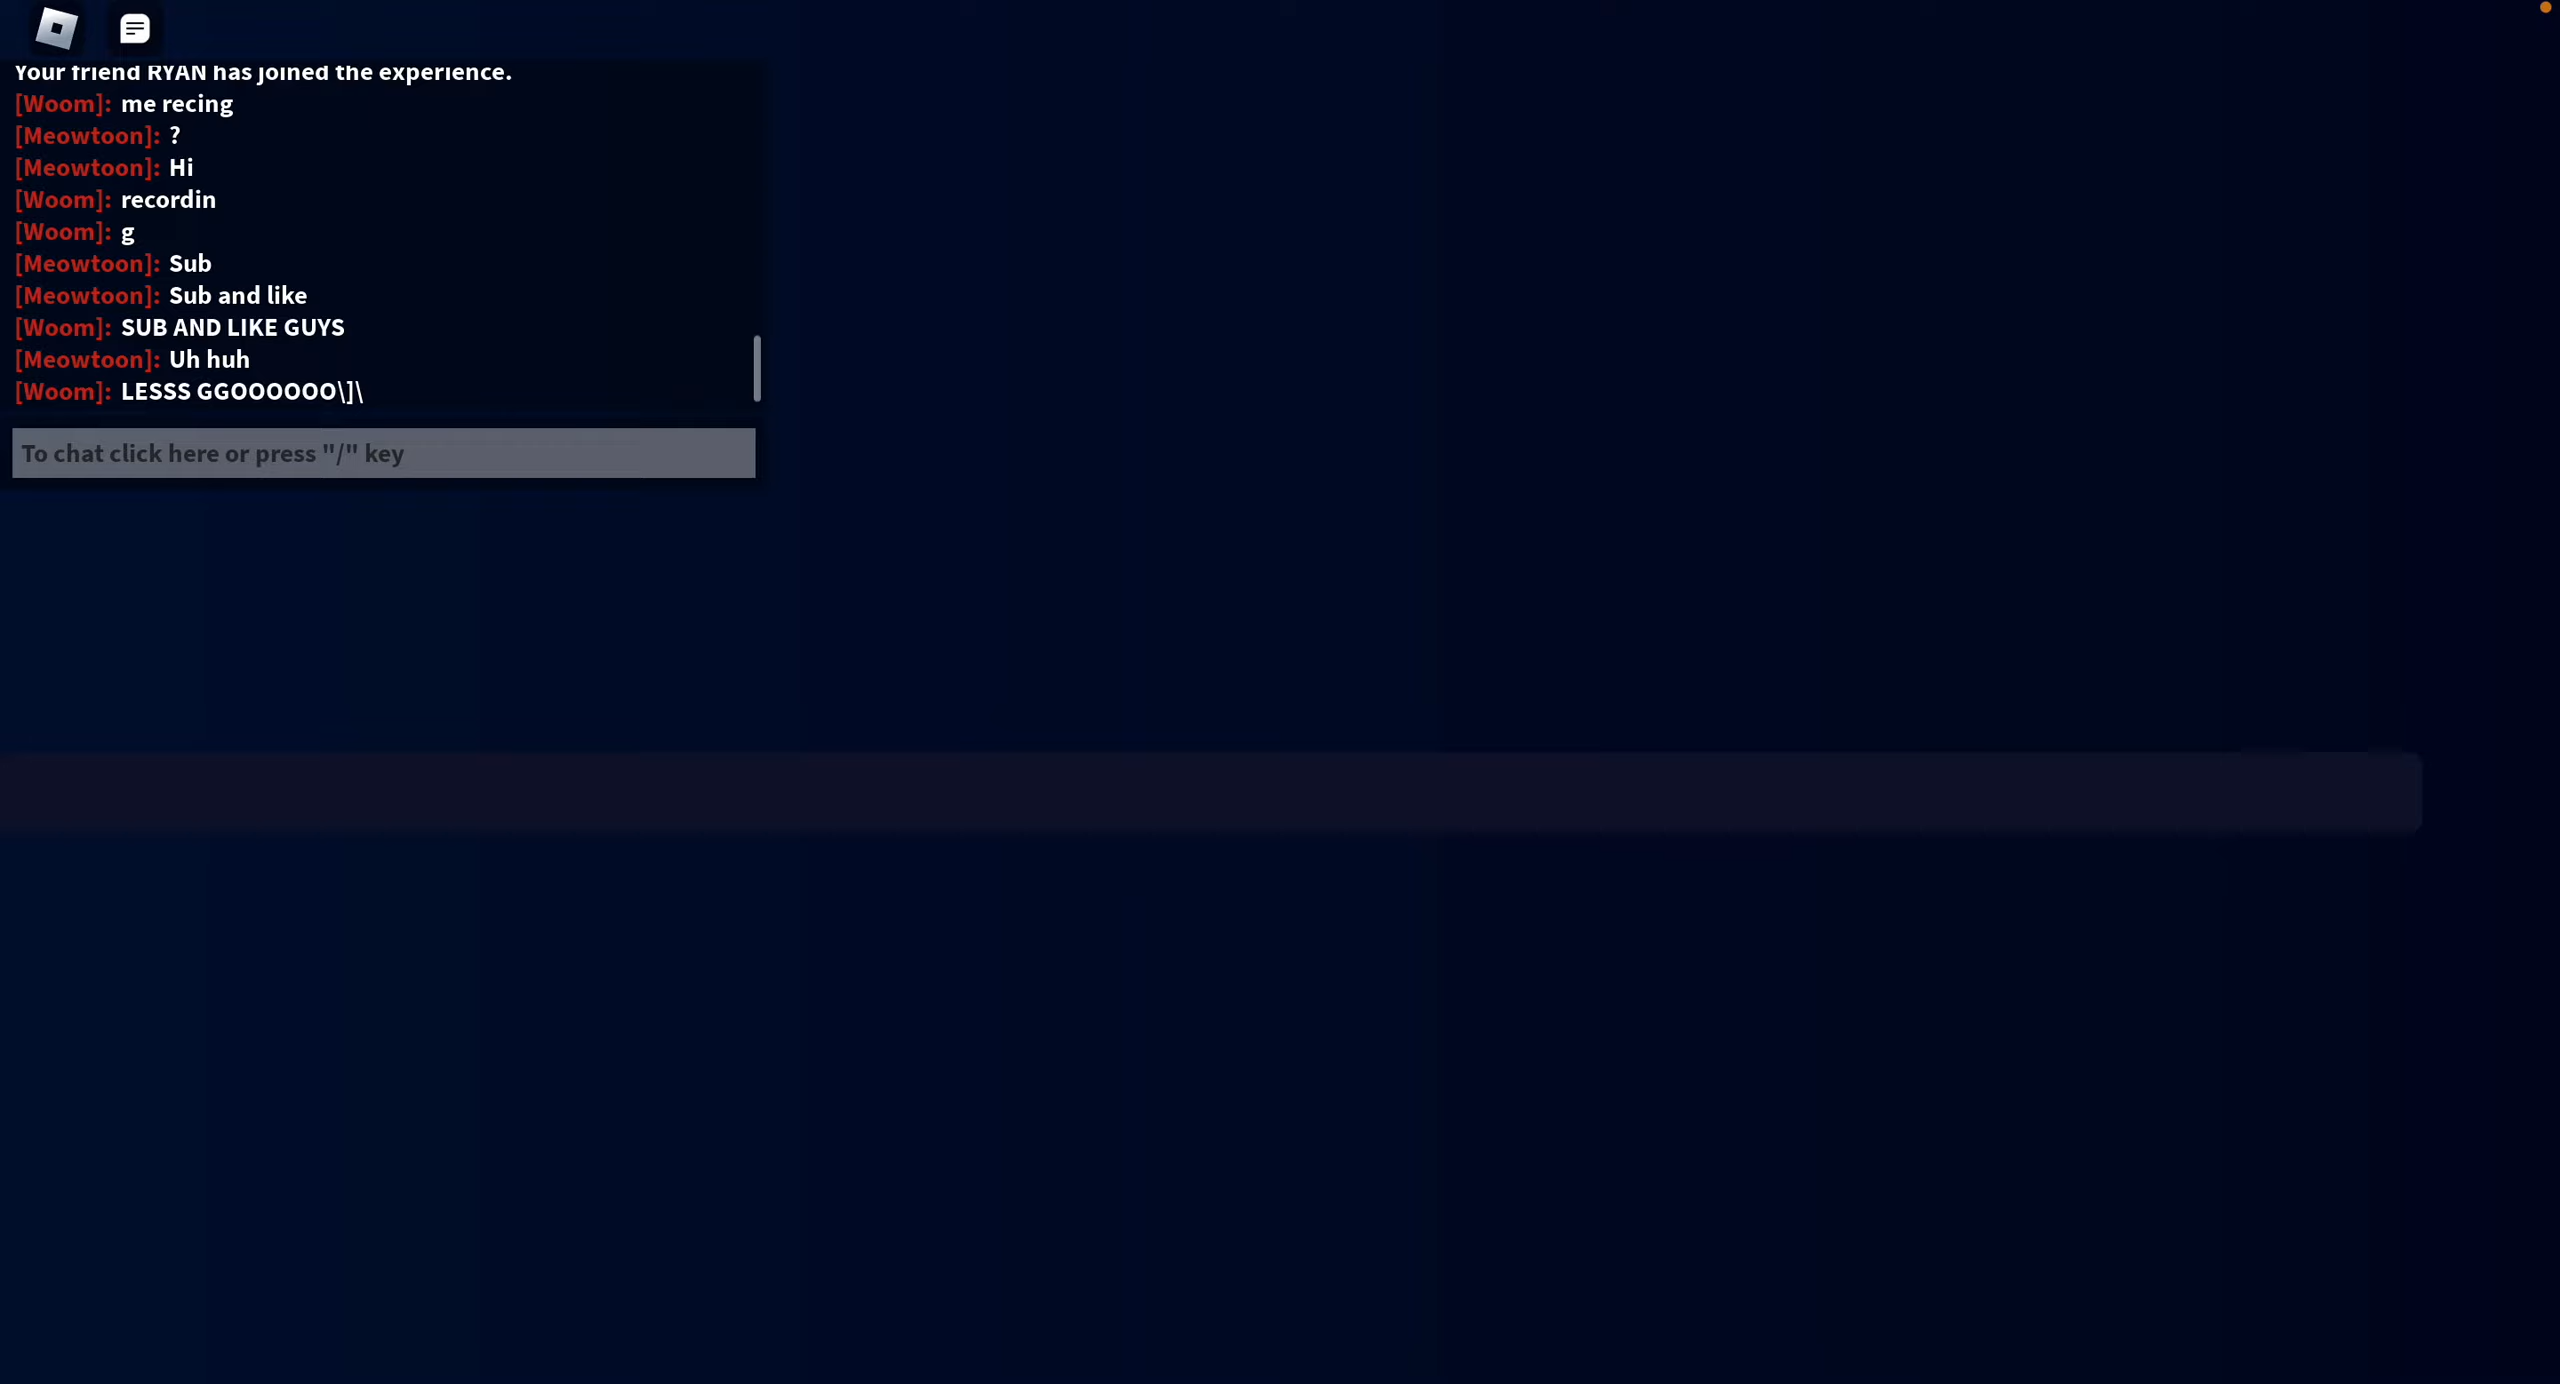 Your friend RYAN has joined the experience.
[Woom]: me recing
[Meowtoon]: ?
[Meowtoon]: Hi
[Woom]: recordin
[Woom]: g
[Meowtoon]: Sub
[Meowtoon]: Sub and like
[Woom]: SUB AND LIKE GUYS
[Meowtoon]: Uh huh
[Woom]: LESSS GGOOOOOO\]\
To chat click here or press "/" key